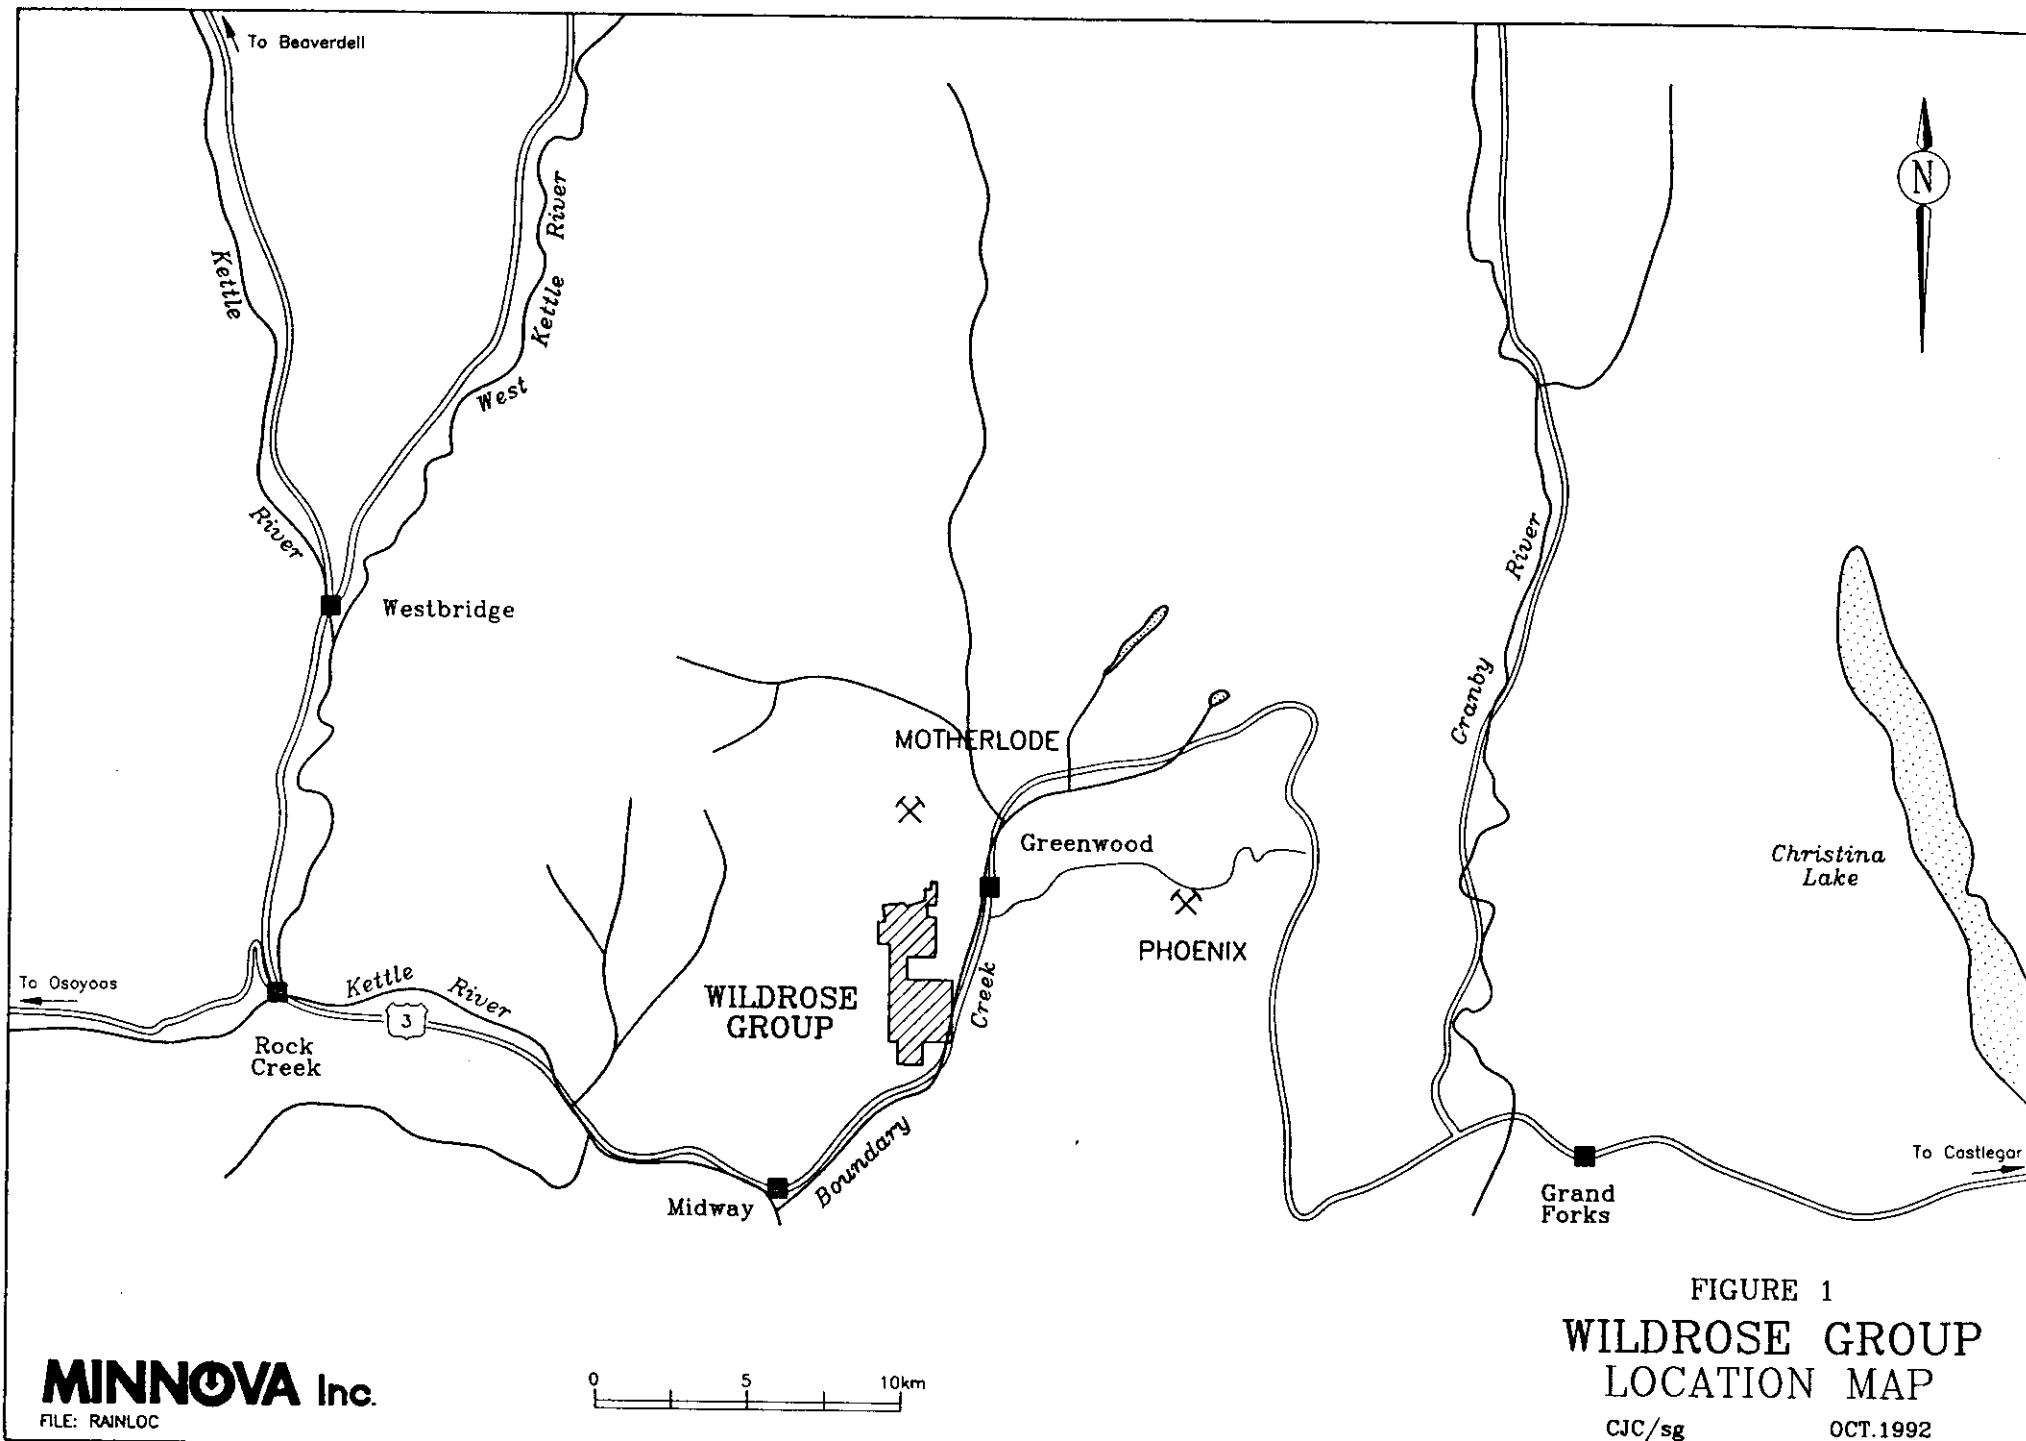 To Beaverdell
N
Kettle
River
West
Kettle
River
Westbridge
Granby
River
MOTHERLODE
Greenwood
Christina
Lake
PHOENIX
To Osoyoos
Kettle
River
3
WILDROSE
GROUP
Creek
Boundary
Rock
Creek
Midway
To Castlegar
Grand
Forks
FIGURE 1
WILDROSE GROUP
LOCATION MAP
CJC/sg OCT.1992
MINNOVA Inc.
FILE: RAINLOC
0 5 10km